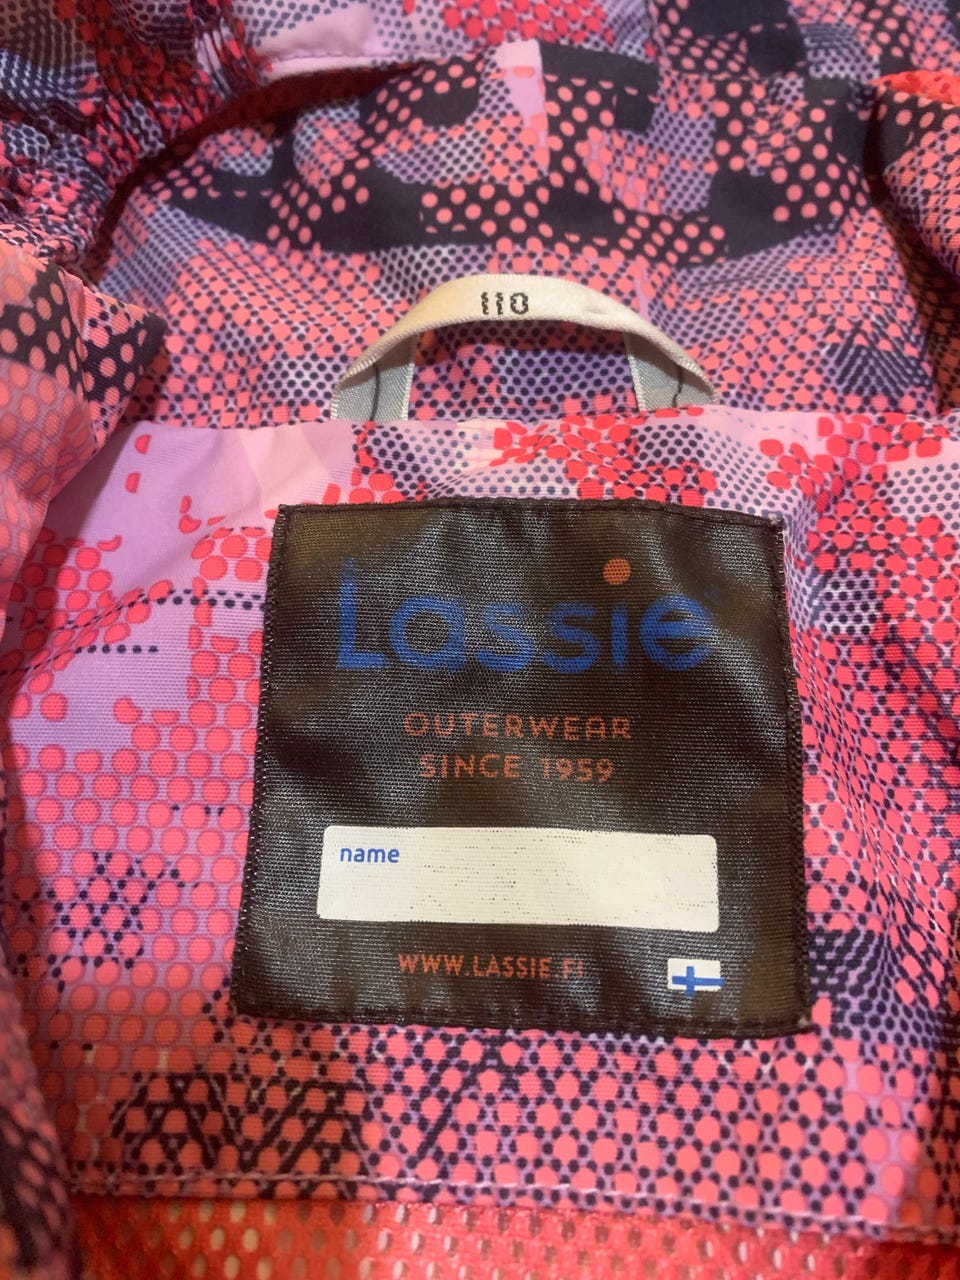 110
Lassie
OUTERWEAR
SINCE 1959
name
WWW.LASSIE.FI